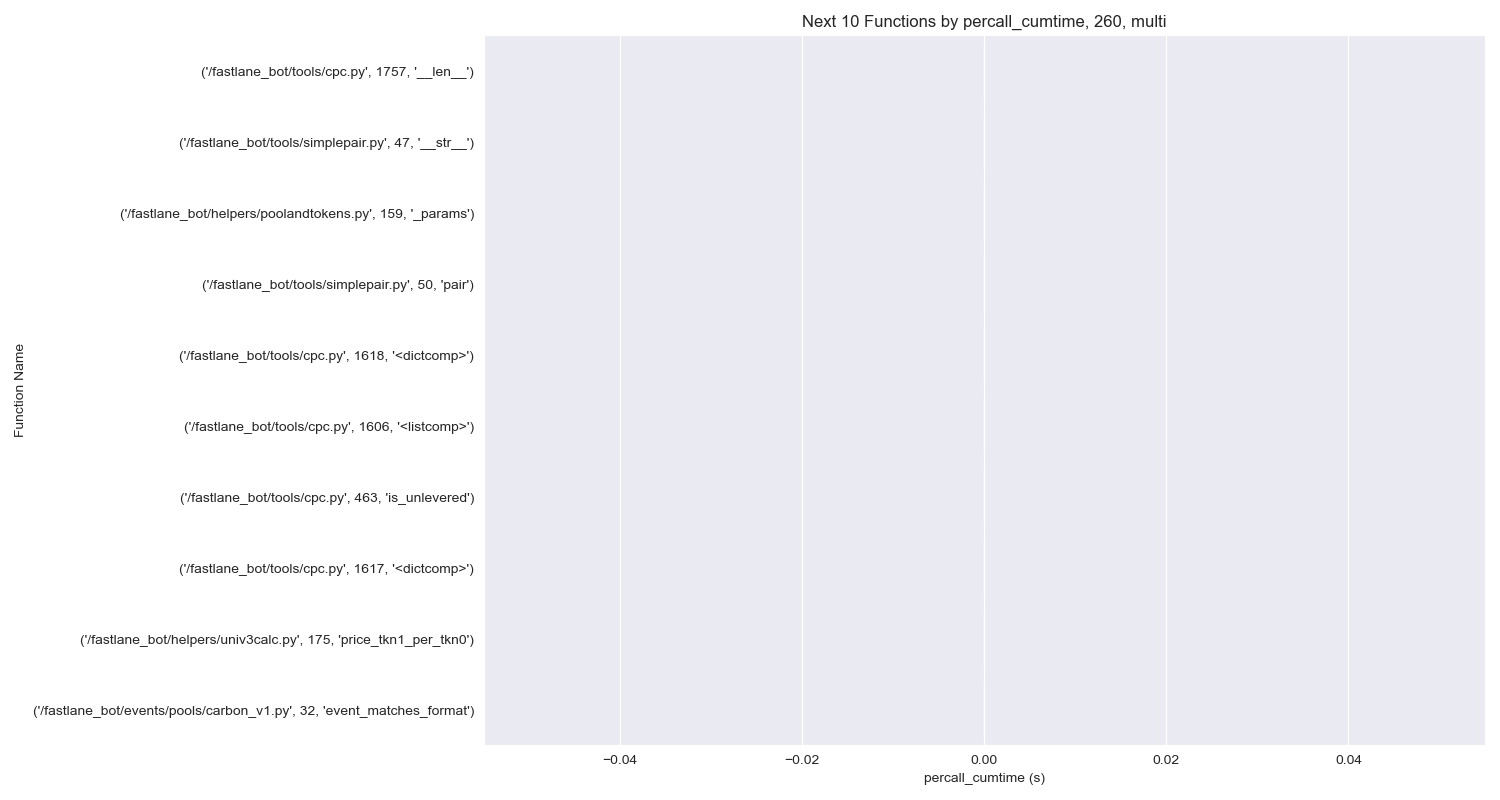 Next 10 Functions by percall_cumtime, 260, multi
('/fastlane_bot/tools/cpc.py', 1757, '__len__')
('/fastlane_bot/tools/simplepair.py', 47, '__str__')
('/fastlane_bot/helpers/poolandtokens.py', 159, '_params')
('/fastlane_bot/tools/simplepair.py', 50, 'pair')
('/fastlane_bot/tools/cpc.py', 1618, '<dictcomp>')
('/fastlane_bot/tools/cpc.py', 1606, '<listcomp>')
('/fastlane_bot/tools/cpc.py', 463, 'is_unlevered')
('/fastlane_bot/tools/cpc.py', 1617, '<dictcomp>')
('/fastlane_bot/helpers/univ3calc.py', 175, 'price_tkn1_per_tkn0')
('/fastlane_bot/events/pools/carbon_v1.py', 32, 'event_matches_format')
Function Name
−0.04 −0.02 0.00 0.02 0.04
percall_cumtime (s)